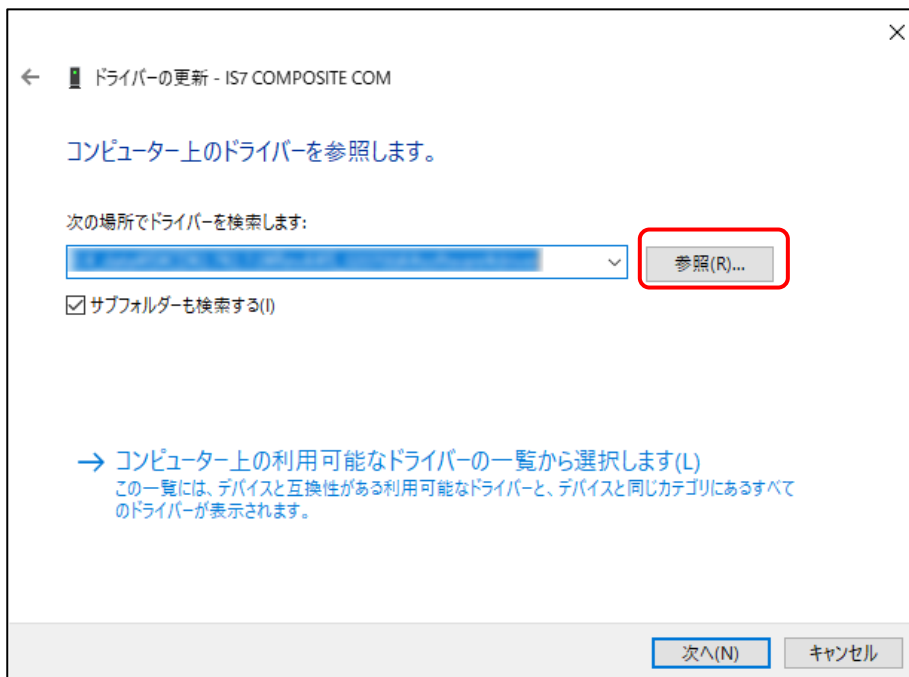 ドライバーの更新 - IS7 COMPOSITE COM
コンピューター上のドライバーを参照します。
次の場所でドライバーを検索します:
参照(R)...
サブフォルダーも検索する(I)
→ コンピューター上の利用可能なドライバーの一覧から選択します(L)
この一覧には、デバイスと互換性がある利用可能なドライバーと、デバイスと同じカテゴリにあるすべて
のドライバーが表示されます。
次へ(N) キャンセル